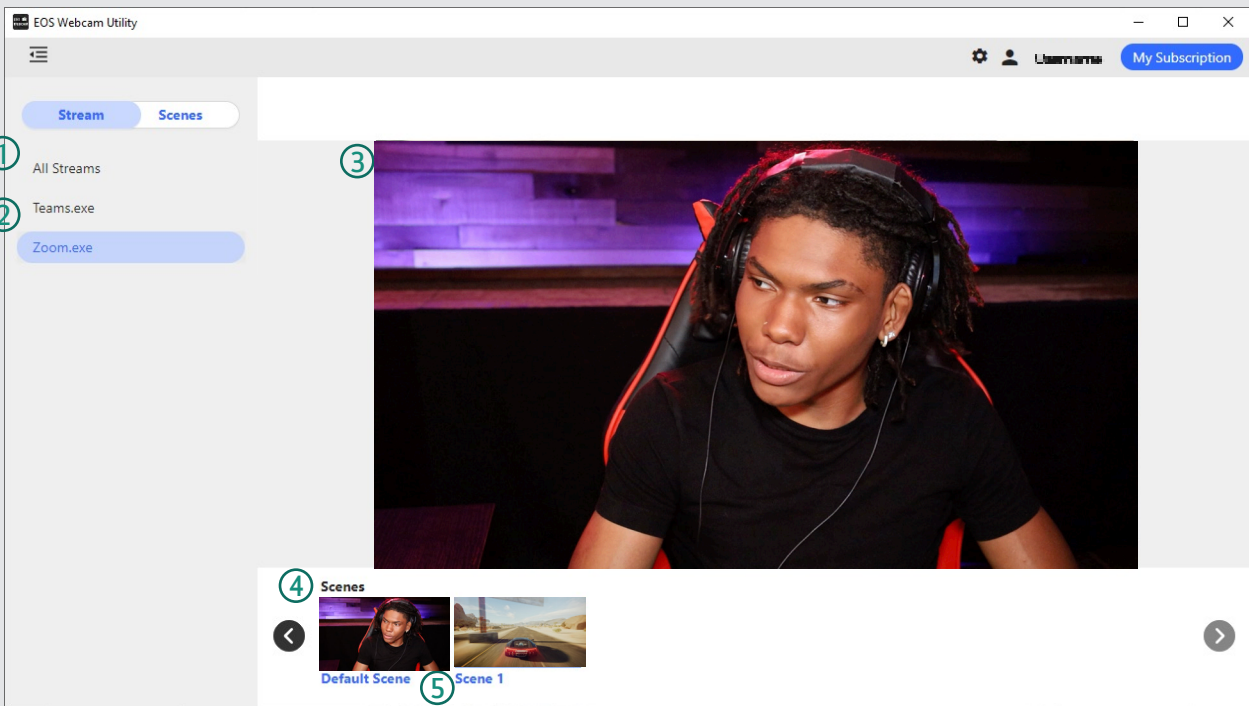 EOS Webcam Utility
My Subscription
Stream Scenes
1
All Streams
3
2
Teams.exe
Zoom.exe
4 Scenes
Default Scene 5 Scene 1